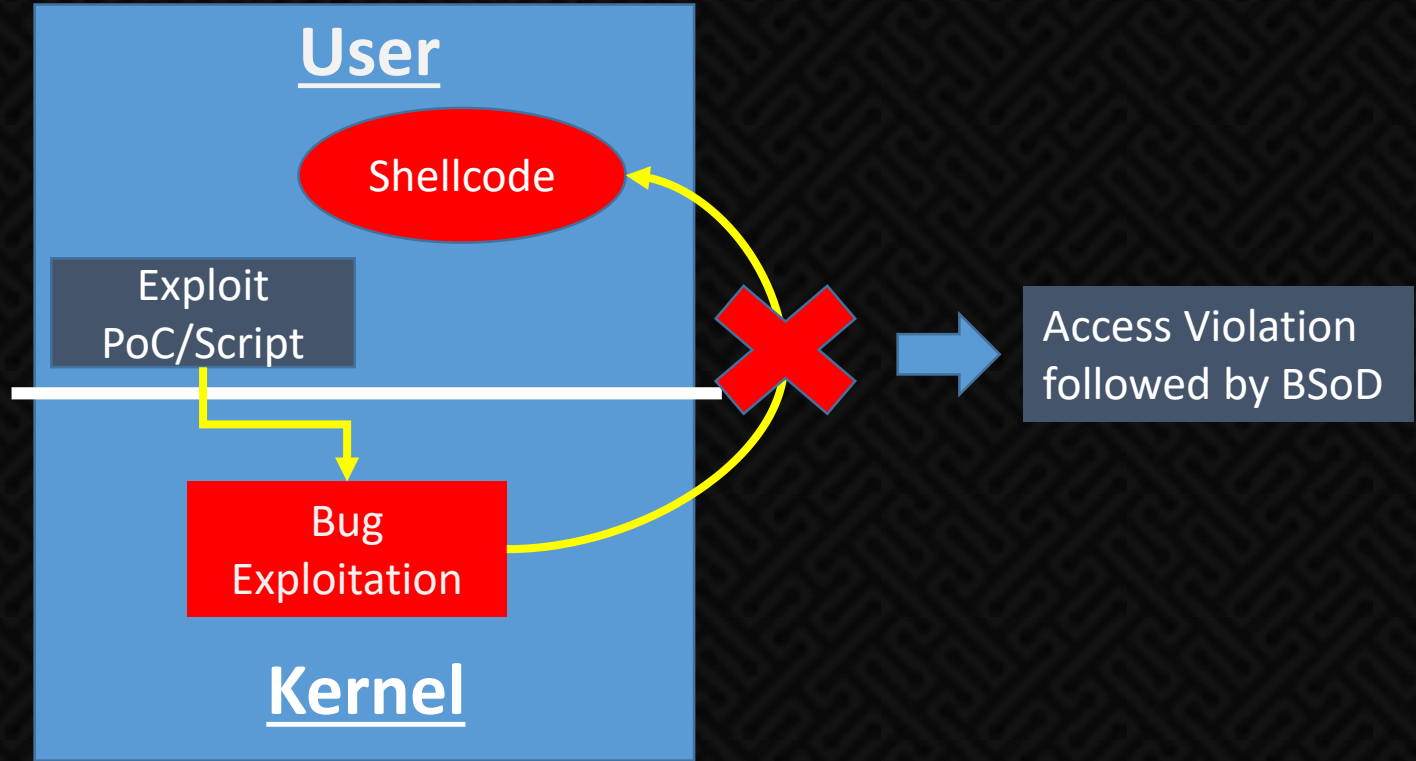 User
Shellcode
Exploit
PoC/Script
Access Violation
followed by BSoD
Bug
Exploitation
Kernel